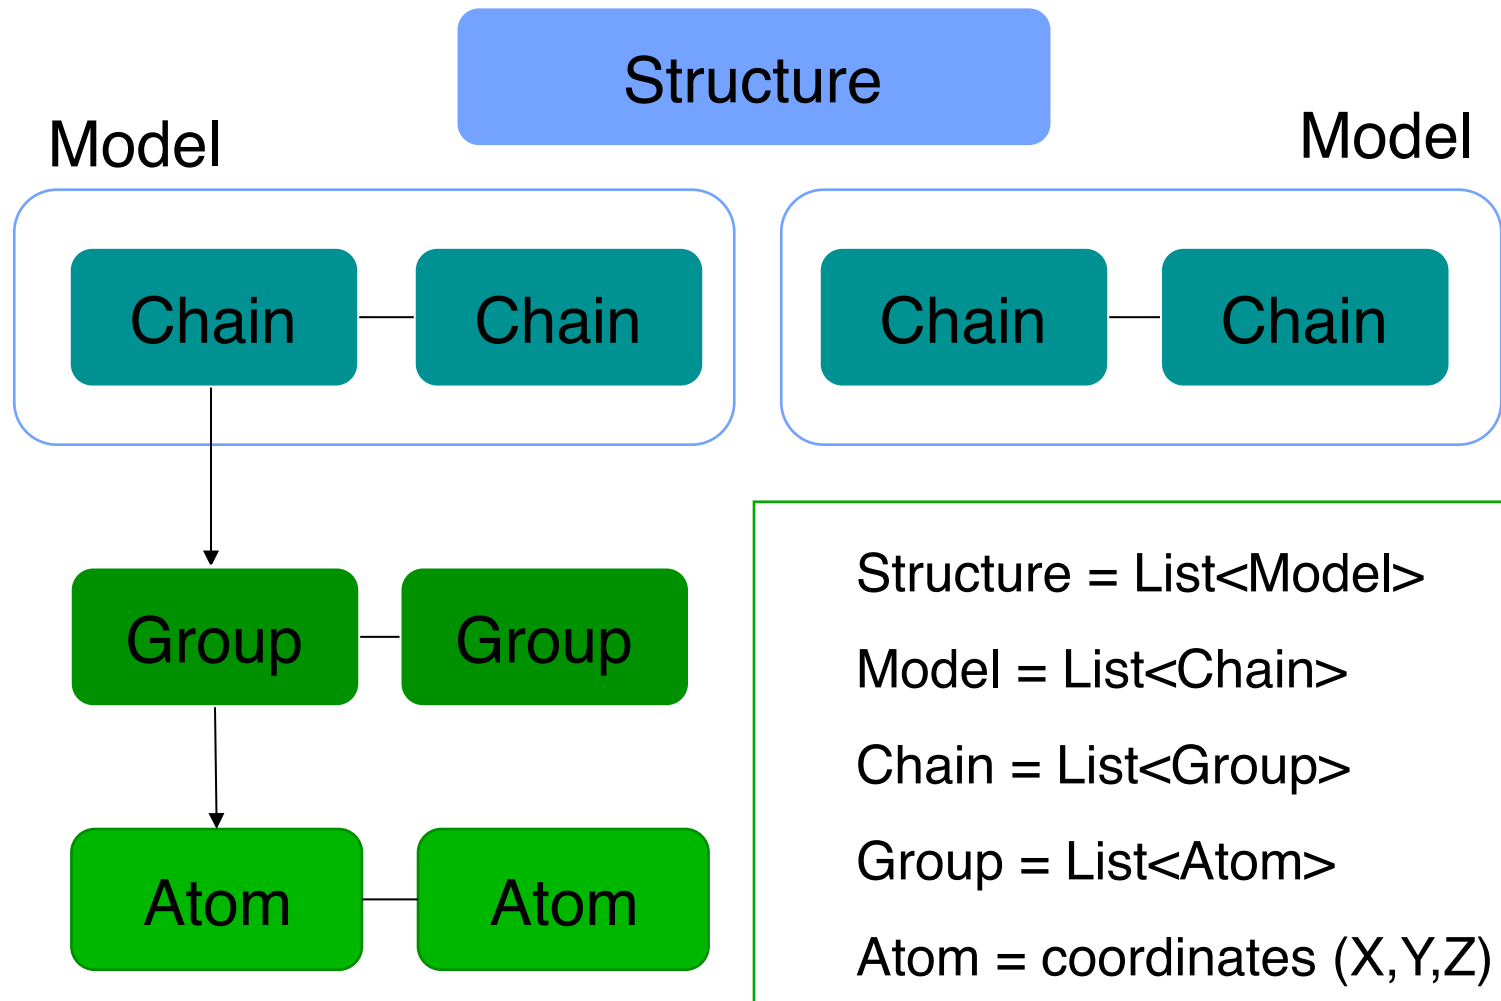 Structure
Model
Model
Chain
Chain
Chain
Chain
Group
Group
Atom
Atom
Structure = List<Model>
Model = List<Chain>
Chain = List<Group>
Group = List<Atom>
Atom = coordinates (X,Y,Z)